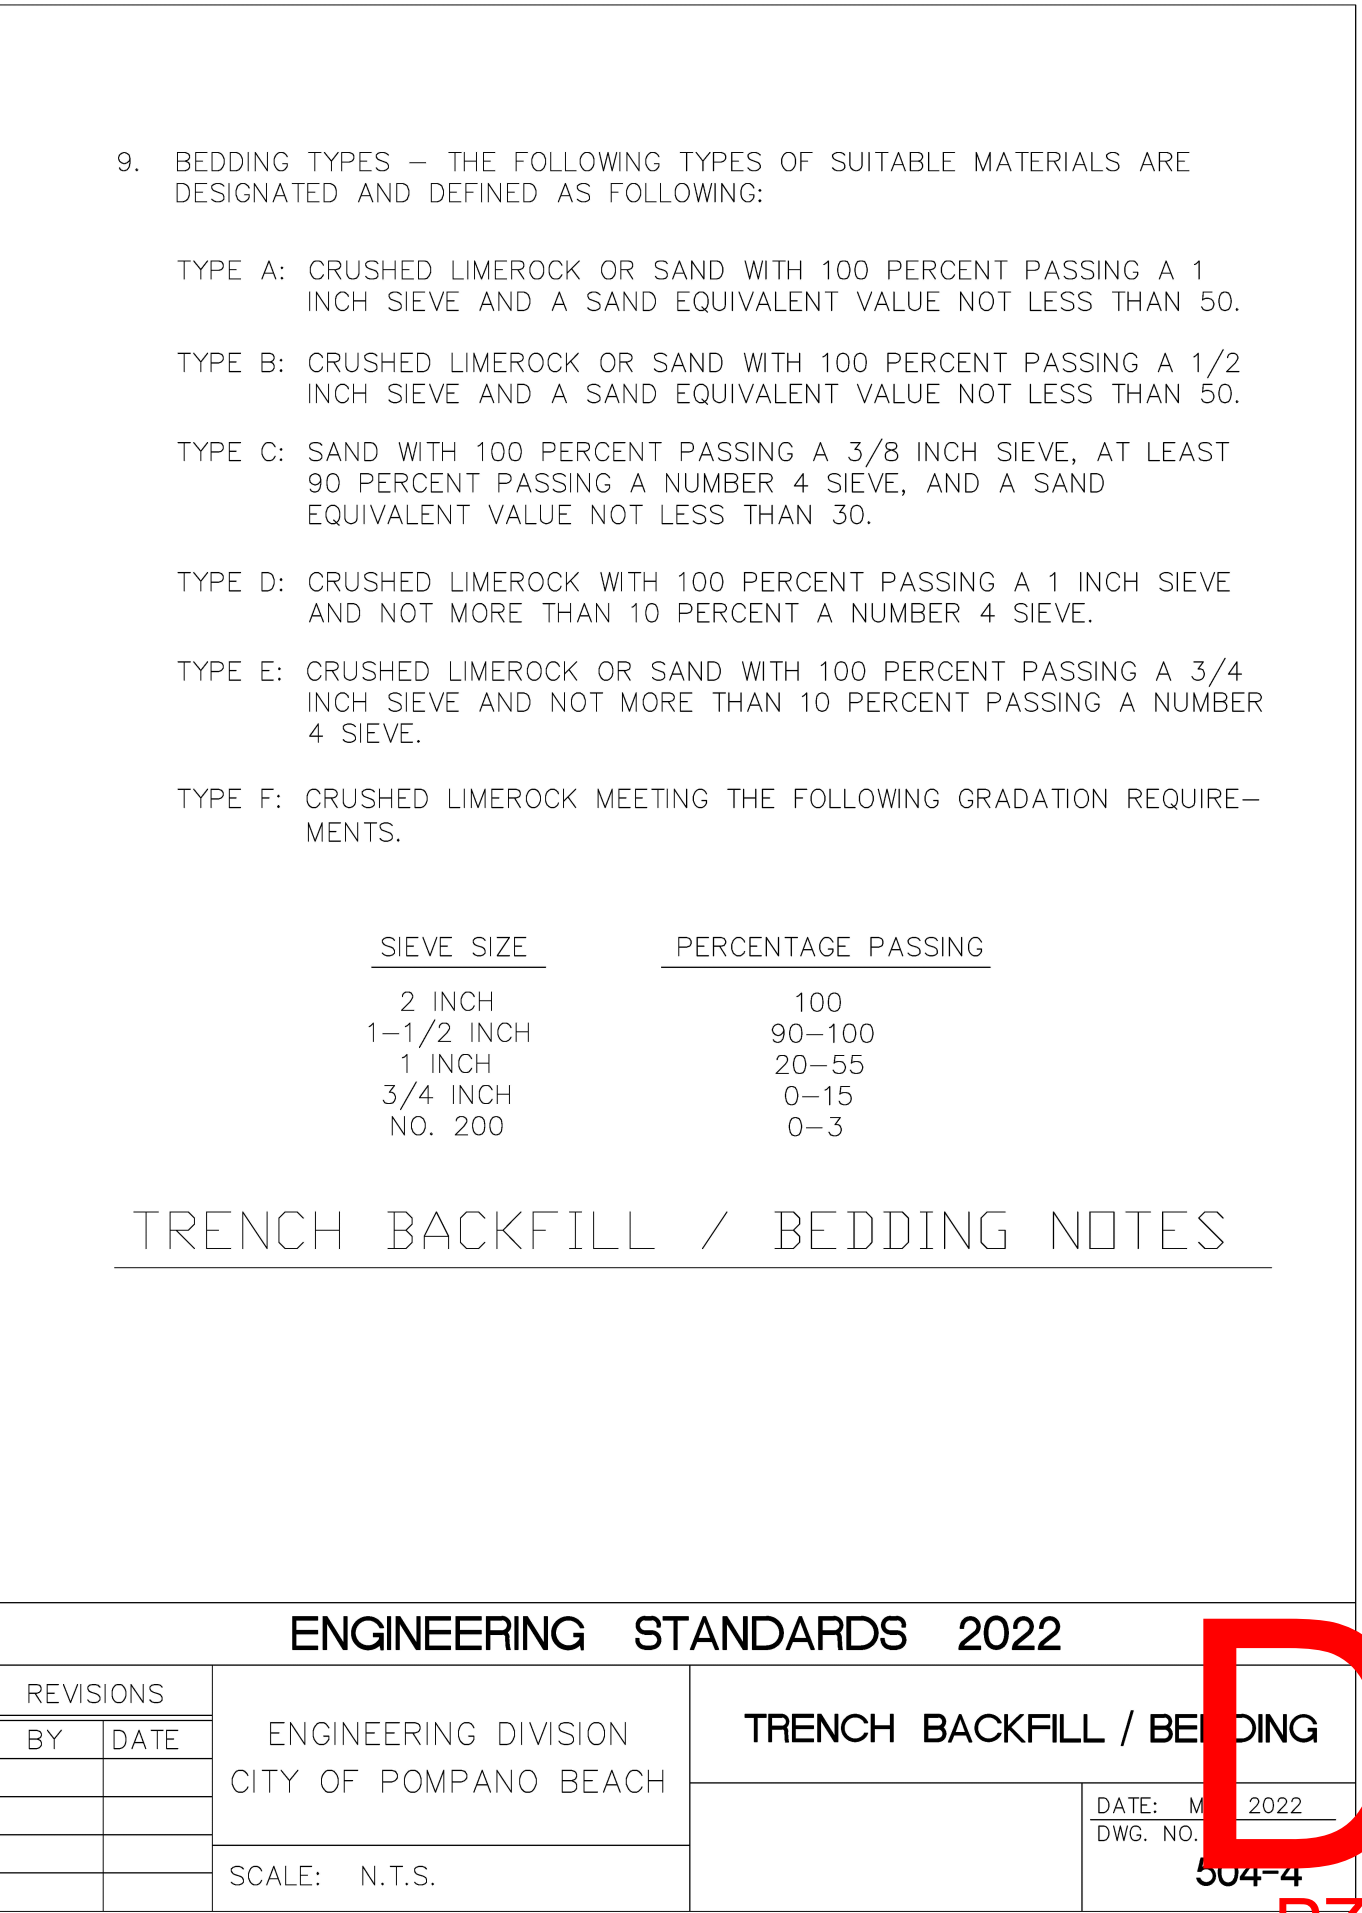 9. BEDDING TYPES – THE FOLLOWING TYPES OF SUITABLE MATERIALS ARE
DESIGNATED AND DEFINED AS FOLLOWING:
TYPE A: CRUSHED LIMEROCK OR SAND WITH 100 PERCENT PASSING A 1
INCH SIEVE AND A SAND EQUIVALENT VALUE NOT LESS THAN 50.
TYPE B: CRUSHED LIMEROCK OR SAND WITH 100 PERCENT PASSING A 1/2
INCH SIEVE AND A SAND EQUIVALENT VALUE NOT LESS THAN 50.
TYPE C: SAND WITH 100 PERCENT PASSING A 3/8 INCH SIEVE, AT LEAST
90 PERCENT PASSING A NUMBER 4 SIEVE, AND A SAND
EQUIVALENT VALUE NOT LESS THAN 30.
TYPE D: CRUSHED LIMEROCK WITH 100 PERCENT PASSING A 1 INCH SIEVE
AND NOT MORE THAN 10 PERCENT A NUMBER 4 SIEVE.
TYPE E: CRUSHED LIMEROCK OR SAND WITH 100 PERCENT PASSING A 3/4
INCH SIEVE AND NOT MORE THAN 10 PERCENT PASSING A NUMBER
4 SIEVE.
TYPE F: CRUSHED LIMEROCK MEETING THE FOLLOWING GRADATION REQUIRE–
MENTS.
SIEVE SIZE PERCENTAGE PASSING
2 INCH 100
1–1/2 INCH 90–100
1 INCH 20–55
3/4 INCH 0–15
NO. 200 0–3
TRENCH BACKFILL / BEDDING NOTES
ENGINEERING STANDARDS 2022
REVISIONS
BY DATE
ENGINEERING DIVISION
CITY OF POMPANO BEACH
SCALE: N.T.S.
TRENCH BACKFILL / BEDDING
DATE: 2022
DWG. NO.
504–4
D